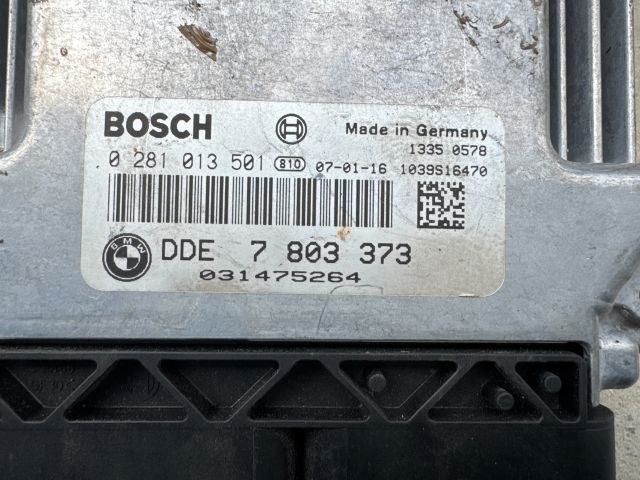 BOSCH Made in Germany
1335 0578
0 281 013 501 810 07-01-16 1039S16470
BMW DDE 7 803 373
031475264